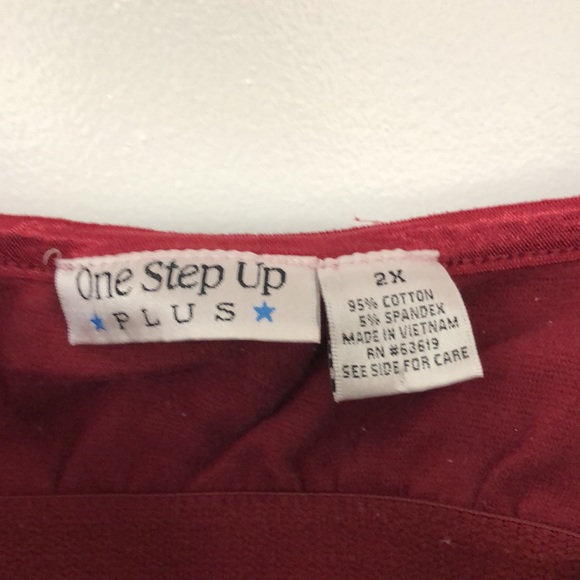 One Step Up
PLUS
2X
95% COTTON
5% SPANDEX
MADE IN VIETNAM
RN #63619
SEE SIDE FOR CARE